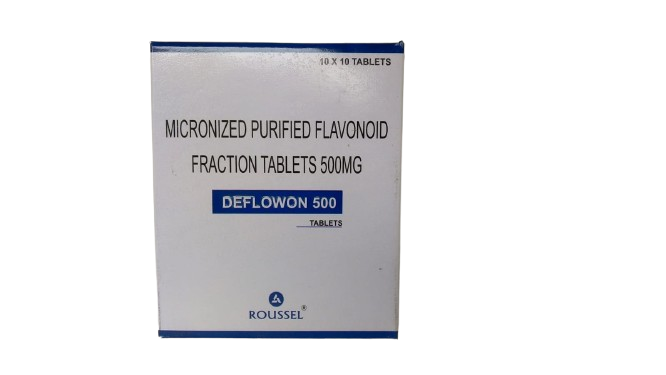 10 X 10 TABLETS
MICRONIZED PURIFIED FLAVONOID
FRACTION TABLETS 500MG
DEFLOWON 500
TABLETS
ROUSSEL®